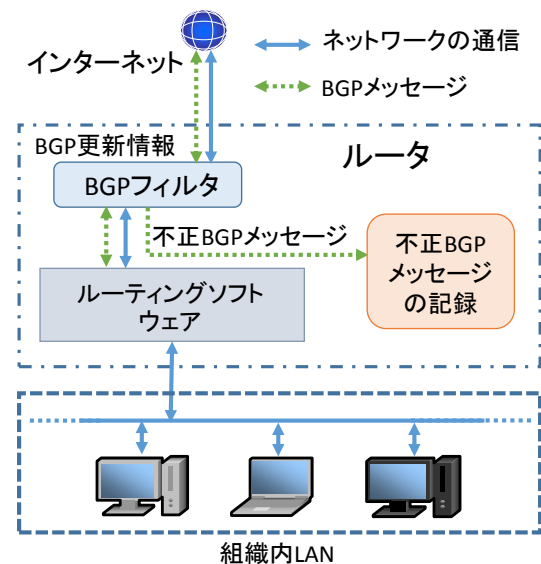 インターネット
ネットワークの通信
BGPメッセージ
BGP更新情報
ルータ
BGPフィルタ
不正BGPメッセージ
不正BGP
メッセージ
の記録
ルーティングソフト
ウェア
組織内LAN